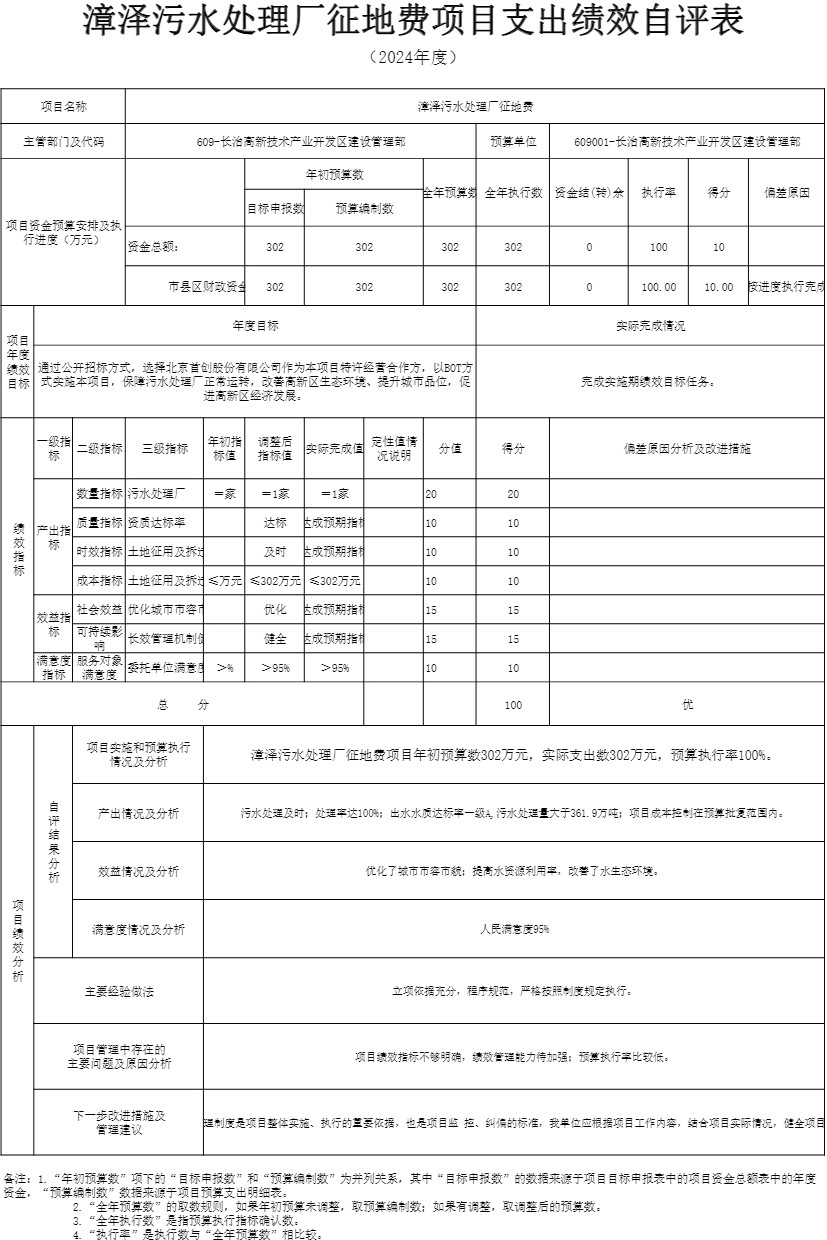 漳泽污水处理厂征地费项目支出绩效自评表
（2024年度）
项目名称 漳泽污水处理厂征地费
主管部门及代码 609-长治高新技术产业开发区建设管理部 预算单位 609001-长治高新技术产业开发区建设管理部
项目资金预算安排及执
行进度（万元）
年初预算数 全年预算数 全年执行数 资金结(转)余 执行率 得分 偏差原因
目标申报数 预算编制数
资金总额： 302 302 302 302 0 100 10
市县区财政资金 302 302 302 302 0 100.00 10.00 按进度执行完成
项目
年度
绩效
目标
年度目标 实际完成情况
通过公开招标方式，选择北京首创股份有限公司作为本项目特许经营合作方，以BOT方
式实施本项目，保障污水处理厂正常运转，改善高新区生态环境、提升城市品位，促
进高新区经济发展。
完成实施期绩效目标任务。
绩
效
指
标
一级指
标
二级指标 三级指标
年初指
标值
调整后
指标值
实际完成值
定性值情
况说明
分值 得分 偏差原因分析及改进措施
产出指
标
数量指标 污水处理厂 ＝家 ＝1家 ＝1家 20 20
质量指标 资质达标率 达标 达成预期指标 10 10
时效指标 土地征用及拆迁 及时 达成预期指标 10 10
成本指标 土地征用及拆迁 ≤万元 ≤302万元 ≤302万元 10 10
效益指
标
社会效益 优化城市市容市 优化 达成预期指标 15 15
可持续影
响
长效管理机制健 健全 达成预期指标 15 15
满意度
指标
服务对象
满意度
委托单位满意度 ＞% ＞95% ＞95% 10 10
总 分 100 优
项
目
绩
效
分
析
自
评
结
果
分
析
项目实施和预算执行
情况及分析
漳泽污水处理厂征地费项目年初预算数302万元，实际支出数302万元，预算执行率100%。
产出情况及分析 污水处理及时；处理率达100%；出水水质达标率一级A,污水处理量大于361.9万吨；项目成本控制在预算批复范围内。
效益情况及分析 优化了城市市容市貌；提高水资源利用率，改善了水生态环境。
满意度情况及分析 人民满意度95%
主要经验做法 立项依据充分，程序规范，严格按照制度规定执行。
项目管理中存在的
主要问题及原因分析
项目绩效指标不够明确，绩效管理能力待加强；预算执行率比较低。
下一步改进措施及
管理建议
理制度是项目整体实施、执行的重要依据，也是项目监 控、纠偏的标准，我单位应根据项目工作内容，结合项目实际情况，健全项目
备注：1.“年初预算数”项下的“目标申报数”和“预算编制数”为并列关系，其中“目标申报数”的数据来源于项目目标申报表中的项目资金总额表中的年度
资金，“预算编制数”数据来源于项目预算支出明细表。
2.“全年预算数”的取数规则，如果年初预算未调整，取预算编制数；如果有调整，取调整后的预算数。
3.“全年执行数”是指预算执行指标确认数。
4.“执行率”是执行数与“全年预算数”相比较。